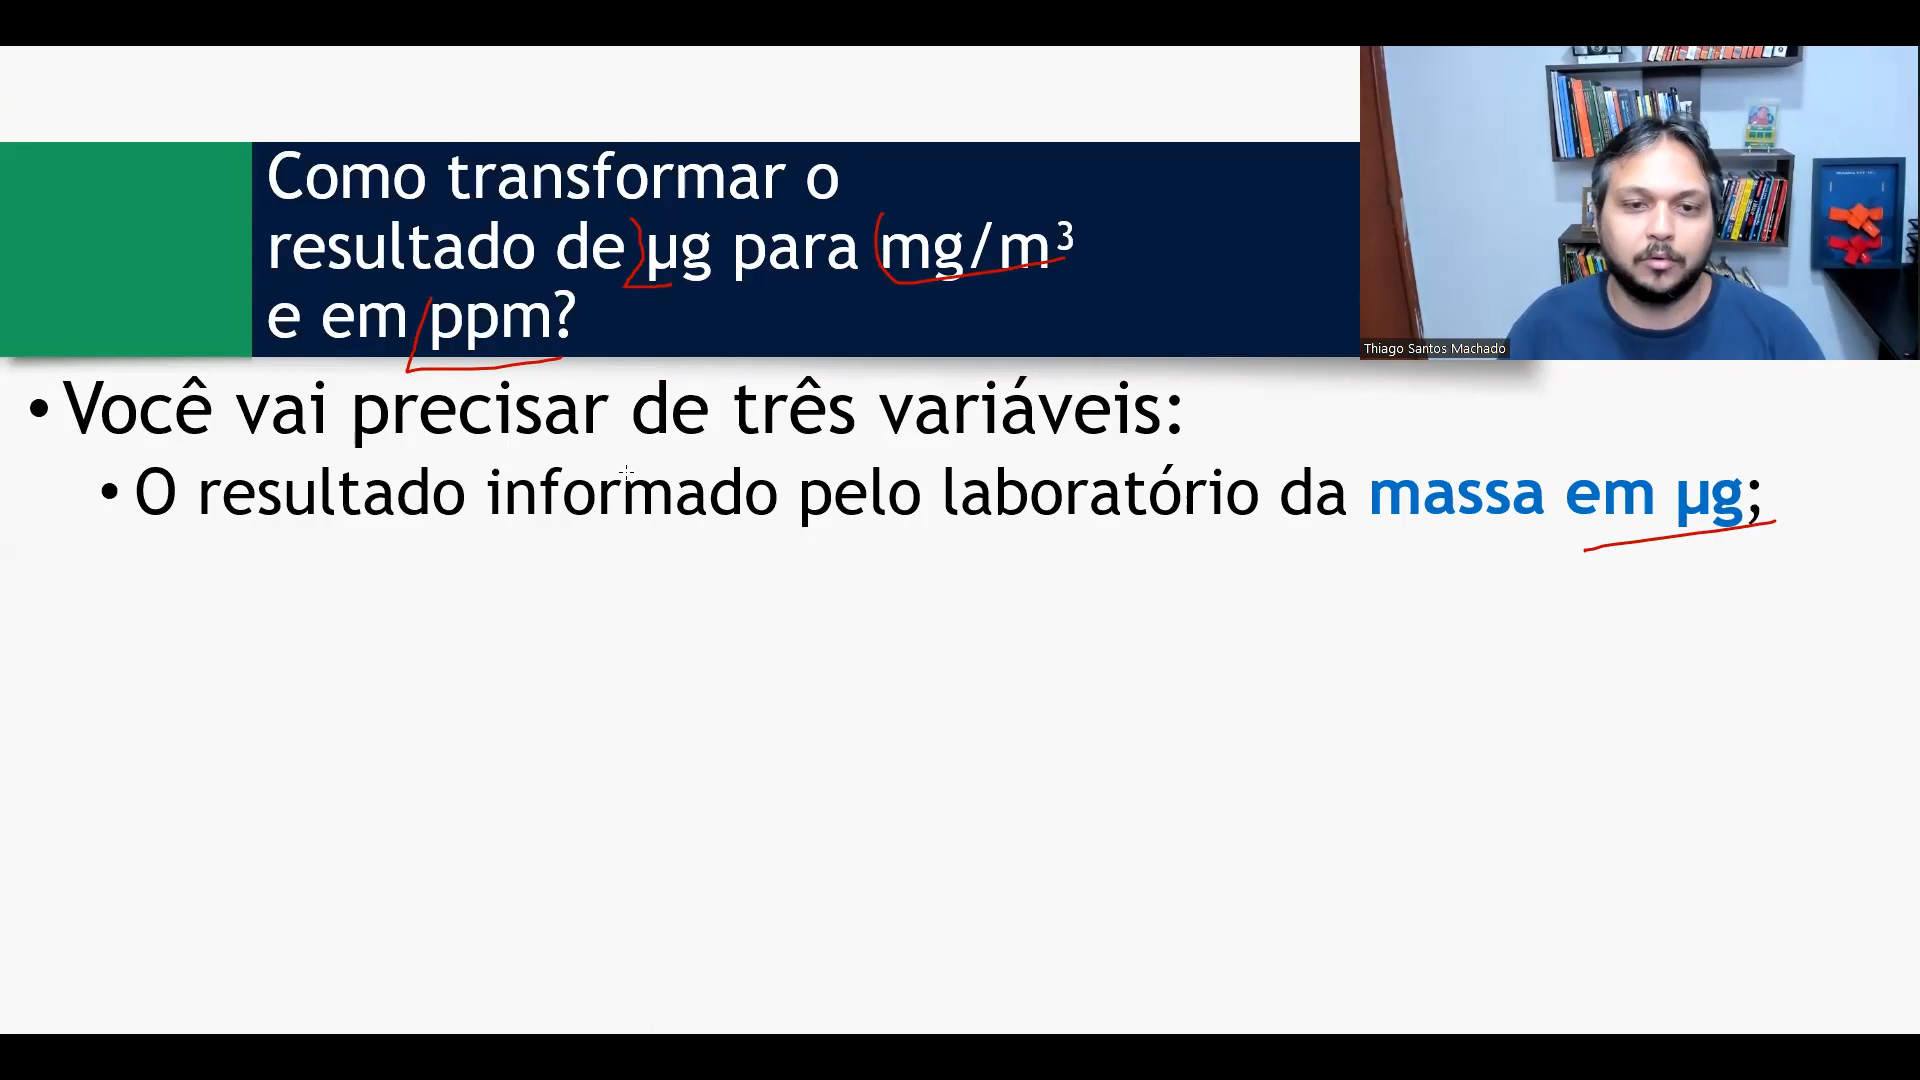 Como transformar o
resultado de µg para mg/m³
e em ppm?
Thiago Santos Machado
• Você vai precisar de três variáveis:
• O resultado informado pelo laboratório da massa em µg;